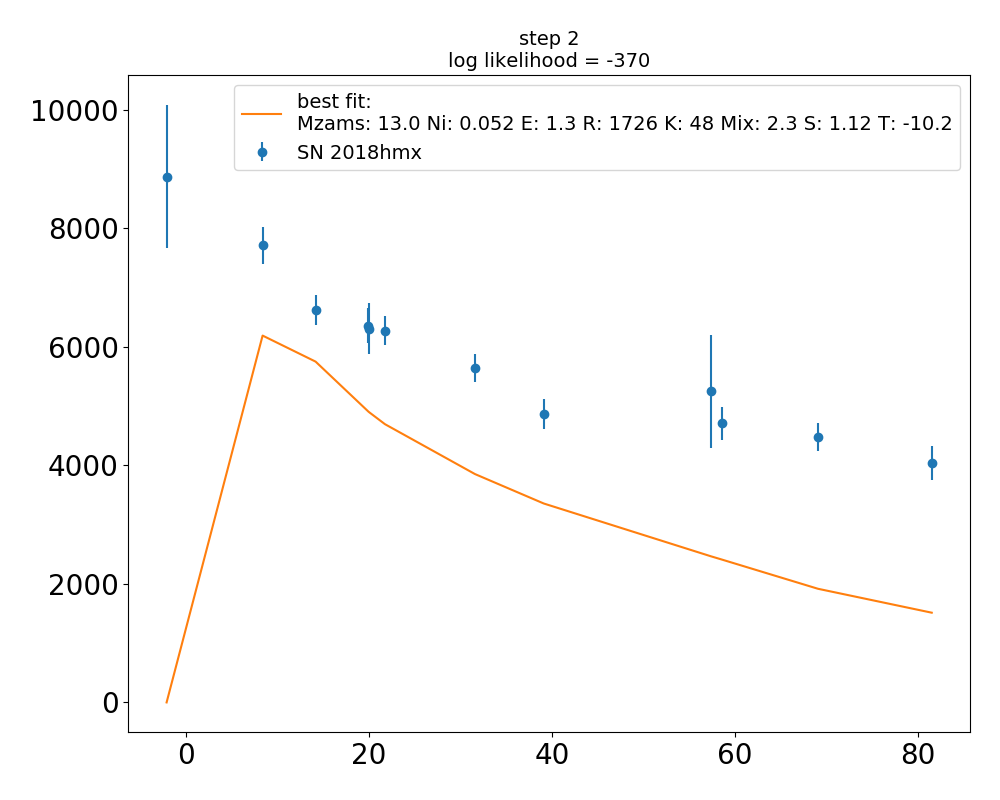 step 2
log likelihood = -370
best fit:
Mzams: 13.0 Ni: 0.052 E: 1.3 R: 1726 K: 48 Mix: 2.3 S: 1.12 T: -10.2
SN 2018hmx
10000
8000
6000
4000
2000
0
0 20 40 60 80